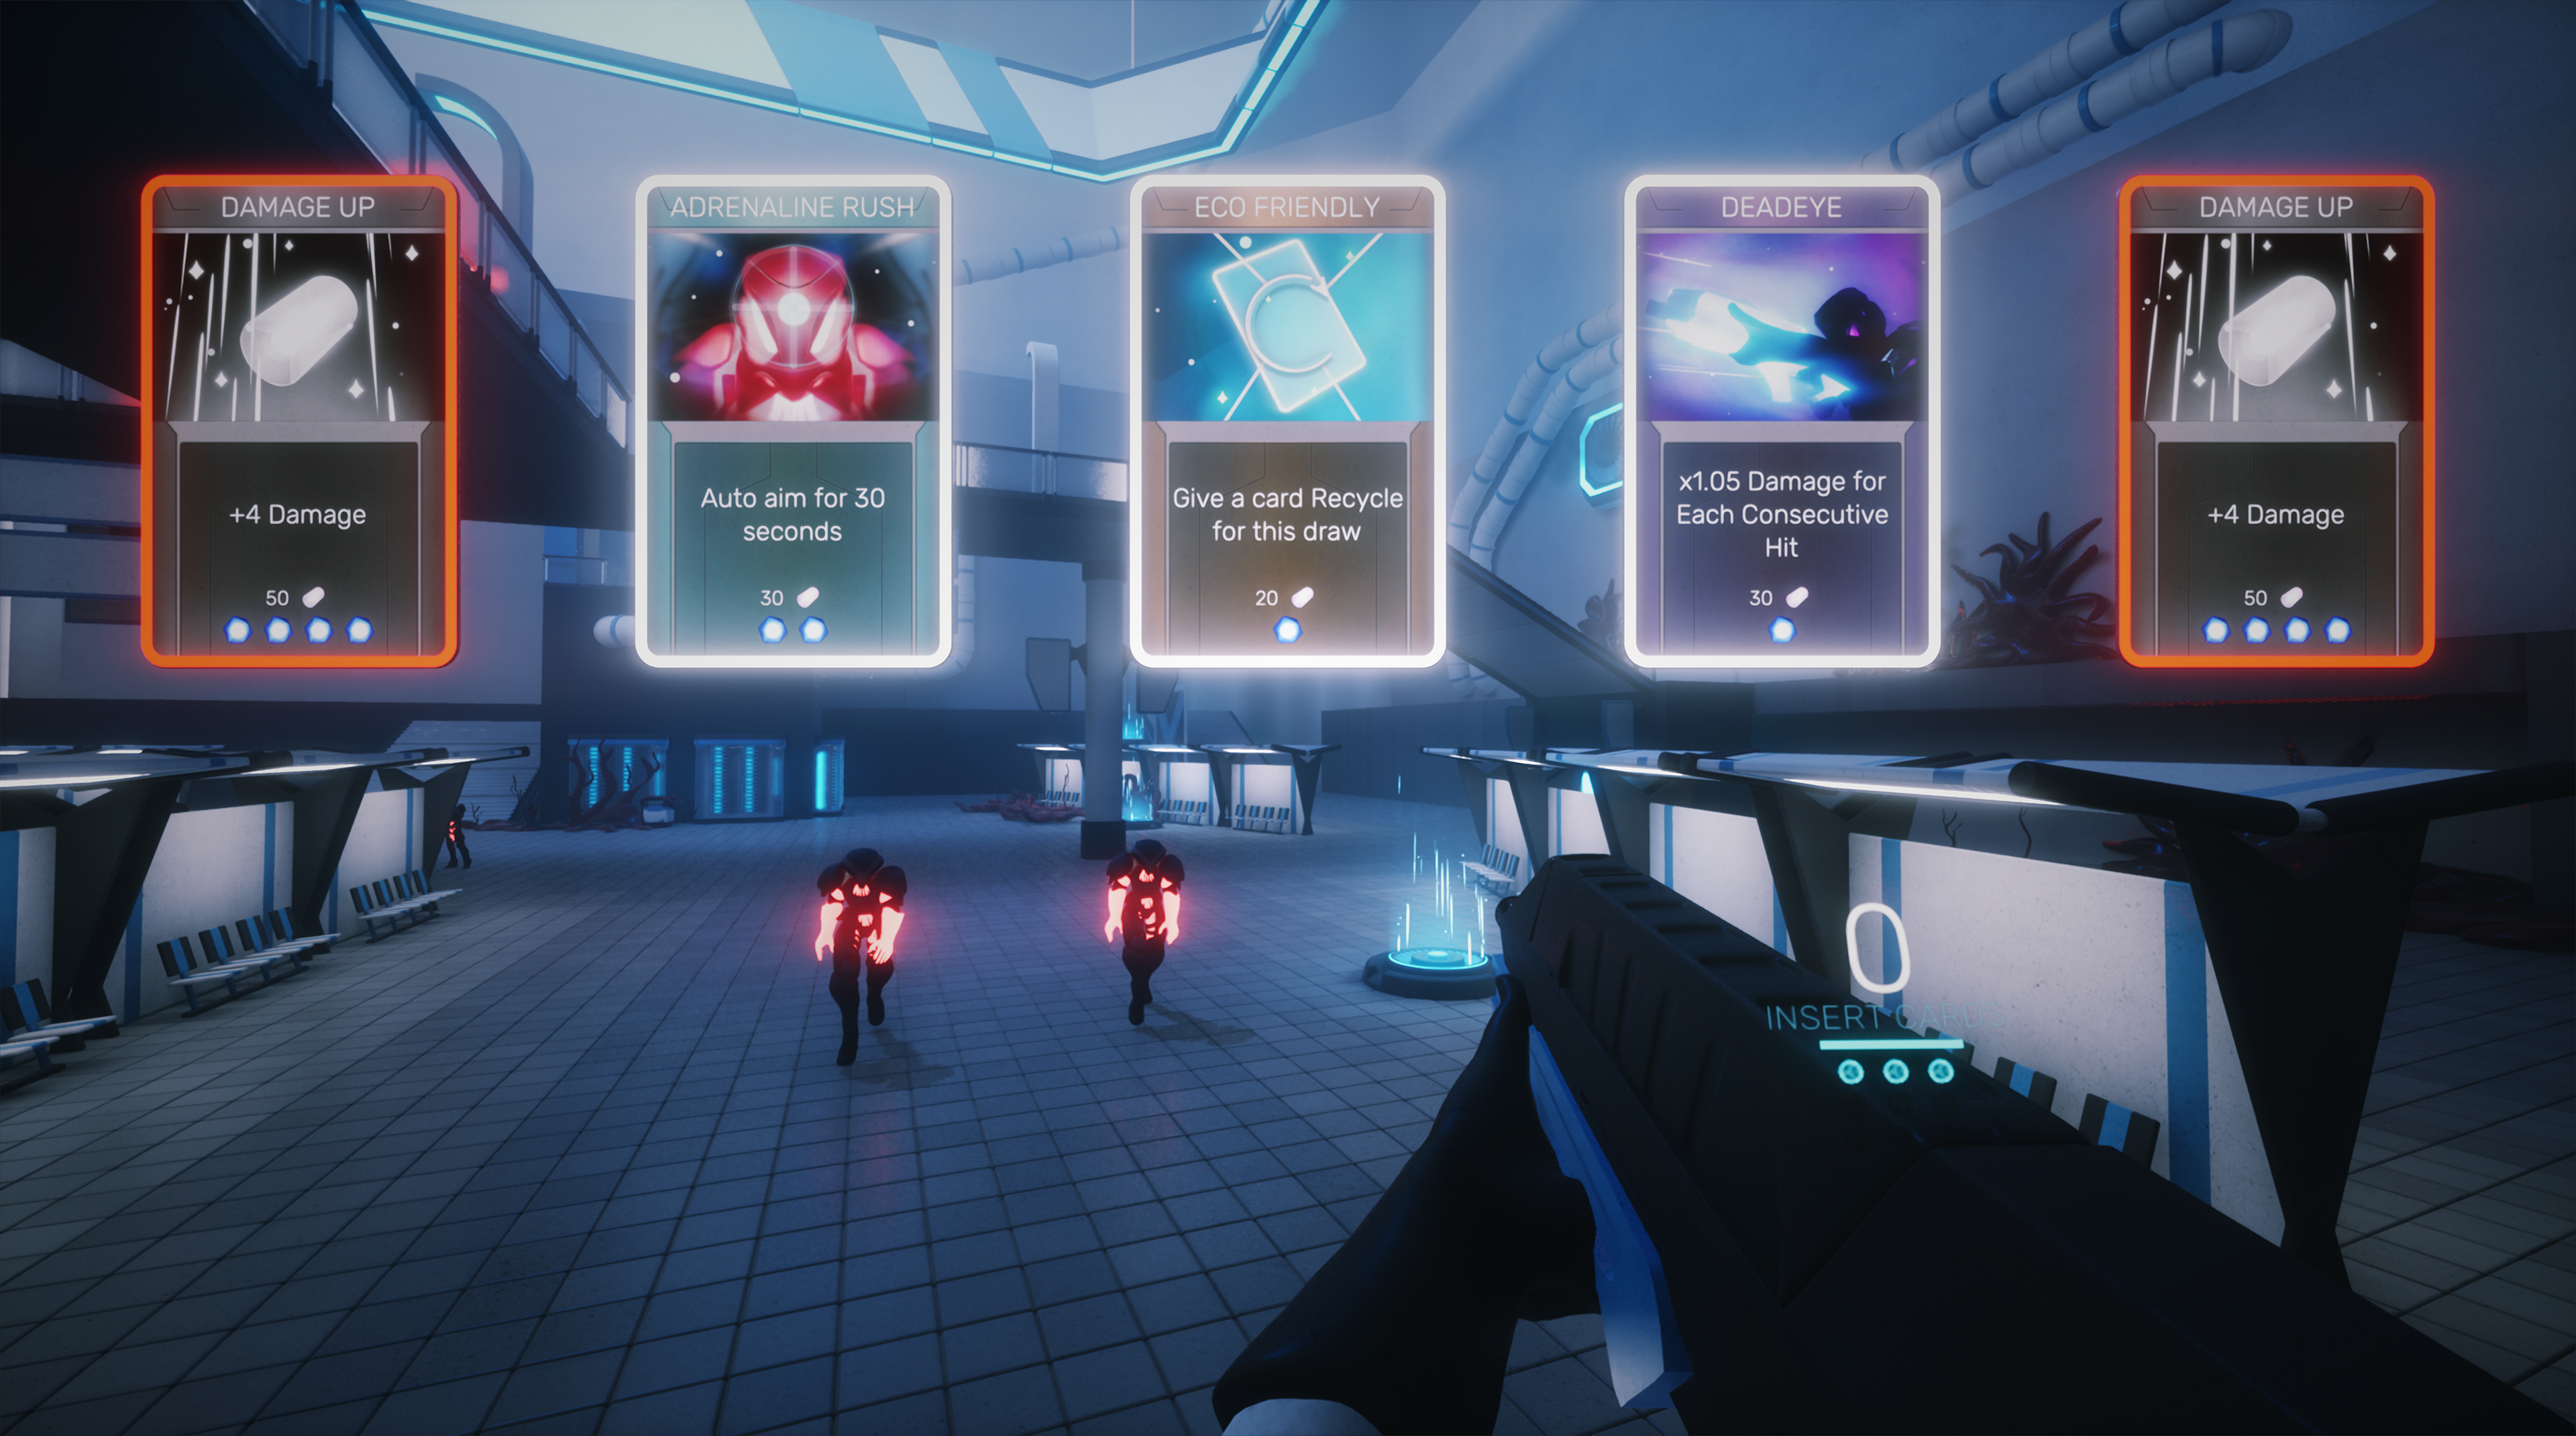 DAMAGE UP
+4 Damage
50
ADRENALINE RUSH
Auto aim for 30
seconds
30
ECO FRIENDLY
Give a card Recycle
for this draw
20
DEADEYE
x1.05 Damage for
Each Consecutive
Hit
30
DAMAGE UP
+4 Damage
50
0
INSERT CARDS